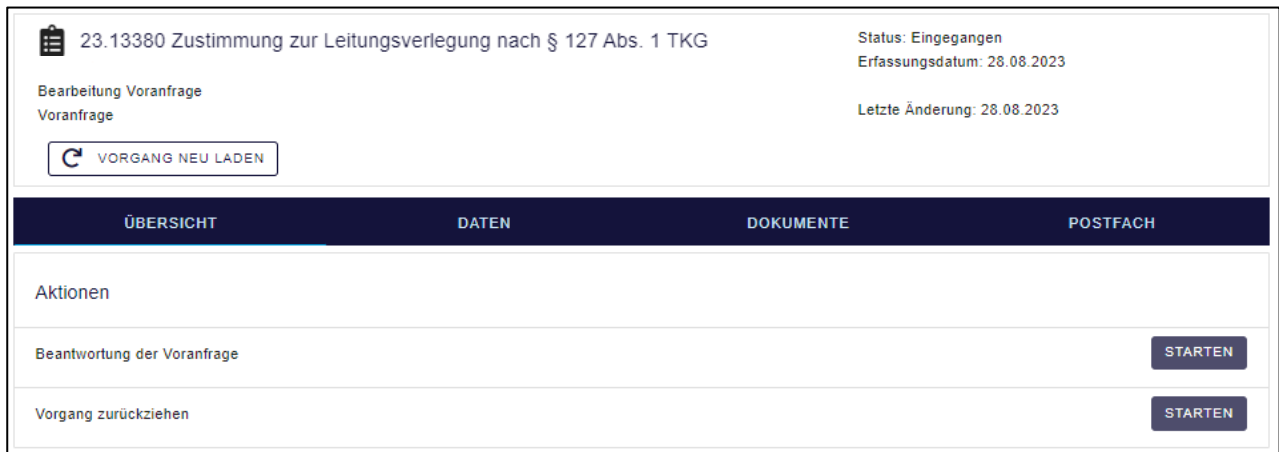 23.13380 Zustimmung zur Leitungsverlegung nach § 127 Abs. 1 TKG
Status: Eingegangen
Erfassungsdatum: 28.08.2023
Bearbeitung Voranfrage
Voranfrage
Letzte Änderung: 28.08.2023
VORGANG NEU LADEN
ÜBERSICHT DATEN DOKUMENTE POSTFACH
Aktionen
Beantwortung der Voranfrage STARTEN
Vorgang zurückziehen STARTEN